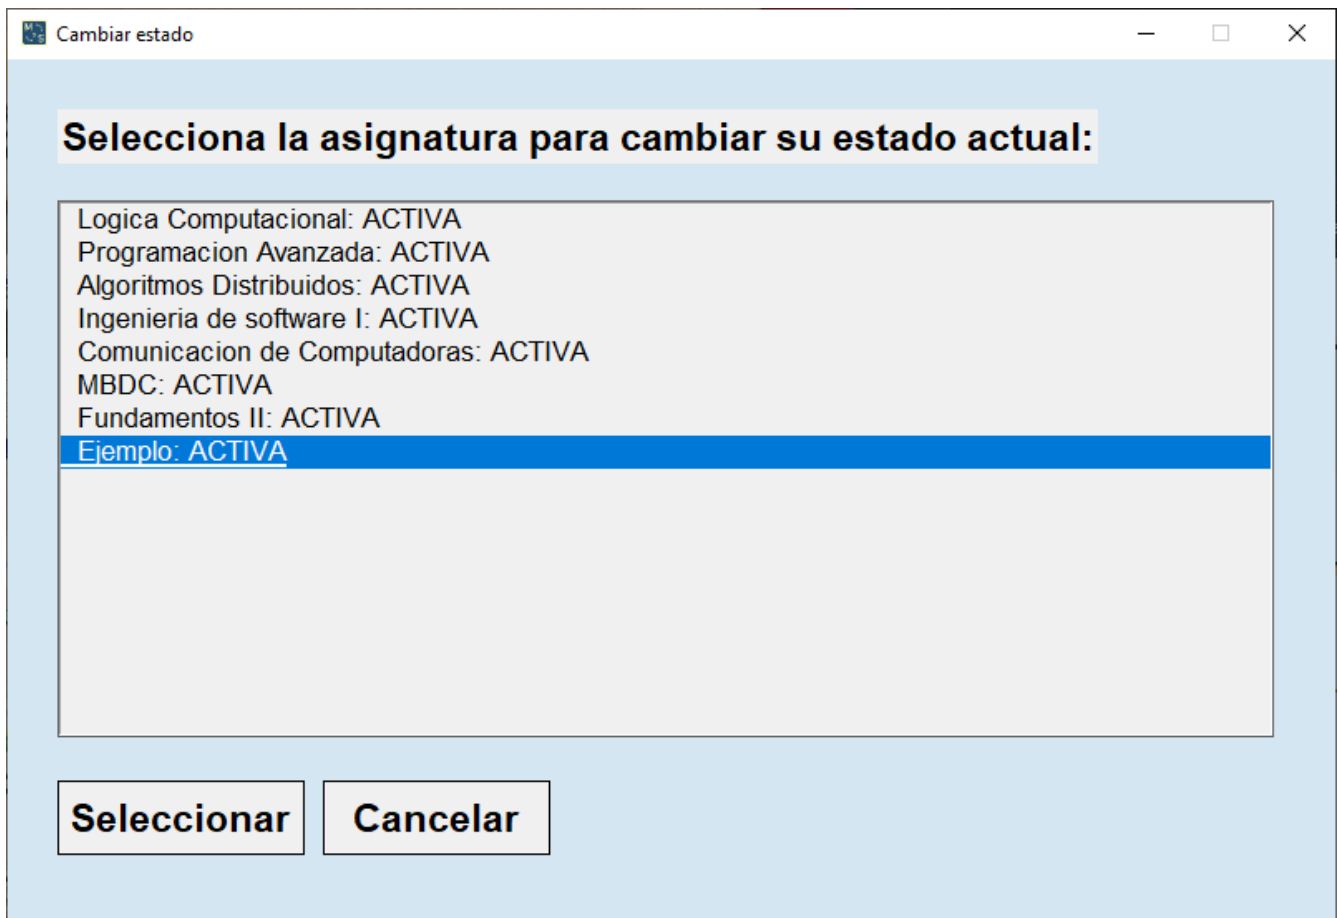 Cambiar estado
Selecciona la asignatura para cambiar su estado actual:
Logica Computacional: ACTIVA
Programacion Avanzada: ACTIVA
Algoritmos Distribuidos: ACTIVA
Ingenieria de software I: ACTIVA
Comunicacion de Computadoras: ACTIVA
MBDC: ACTIVA
Fundamentos II: ACTIVA
Ejemplo: ACTIVA
Seleccionar Cancelar